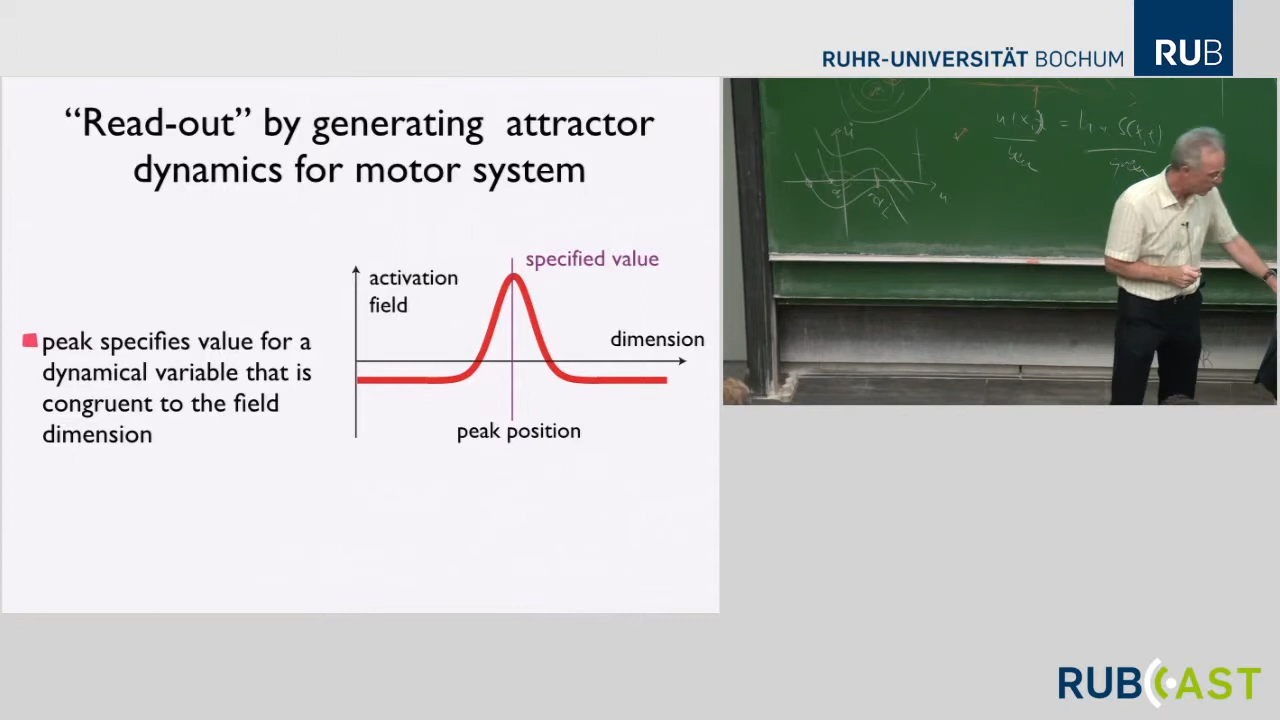 RUHR-UNIVERSITÄT BOCHUM
RUB
“Read-out” by generating attractor
dynamics for motor system
specified value
activation
field
dimension
peak specifies value for a
dynamical variable that is
congruent to the field
dimension
peak position
RUBCAST